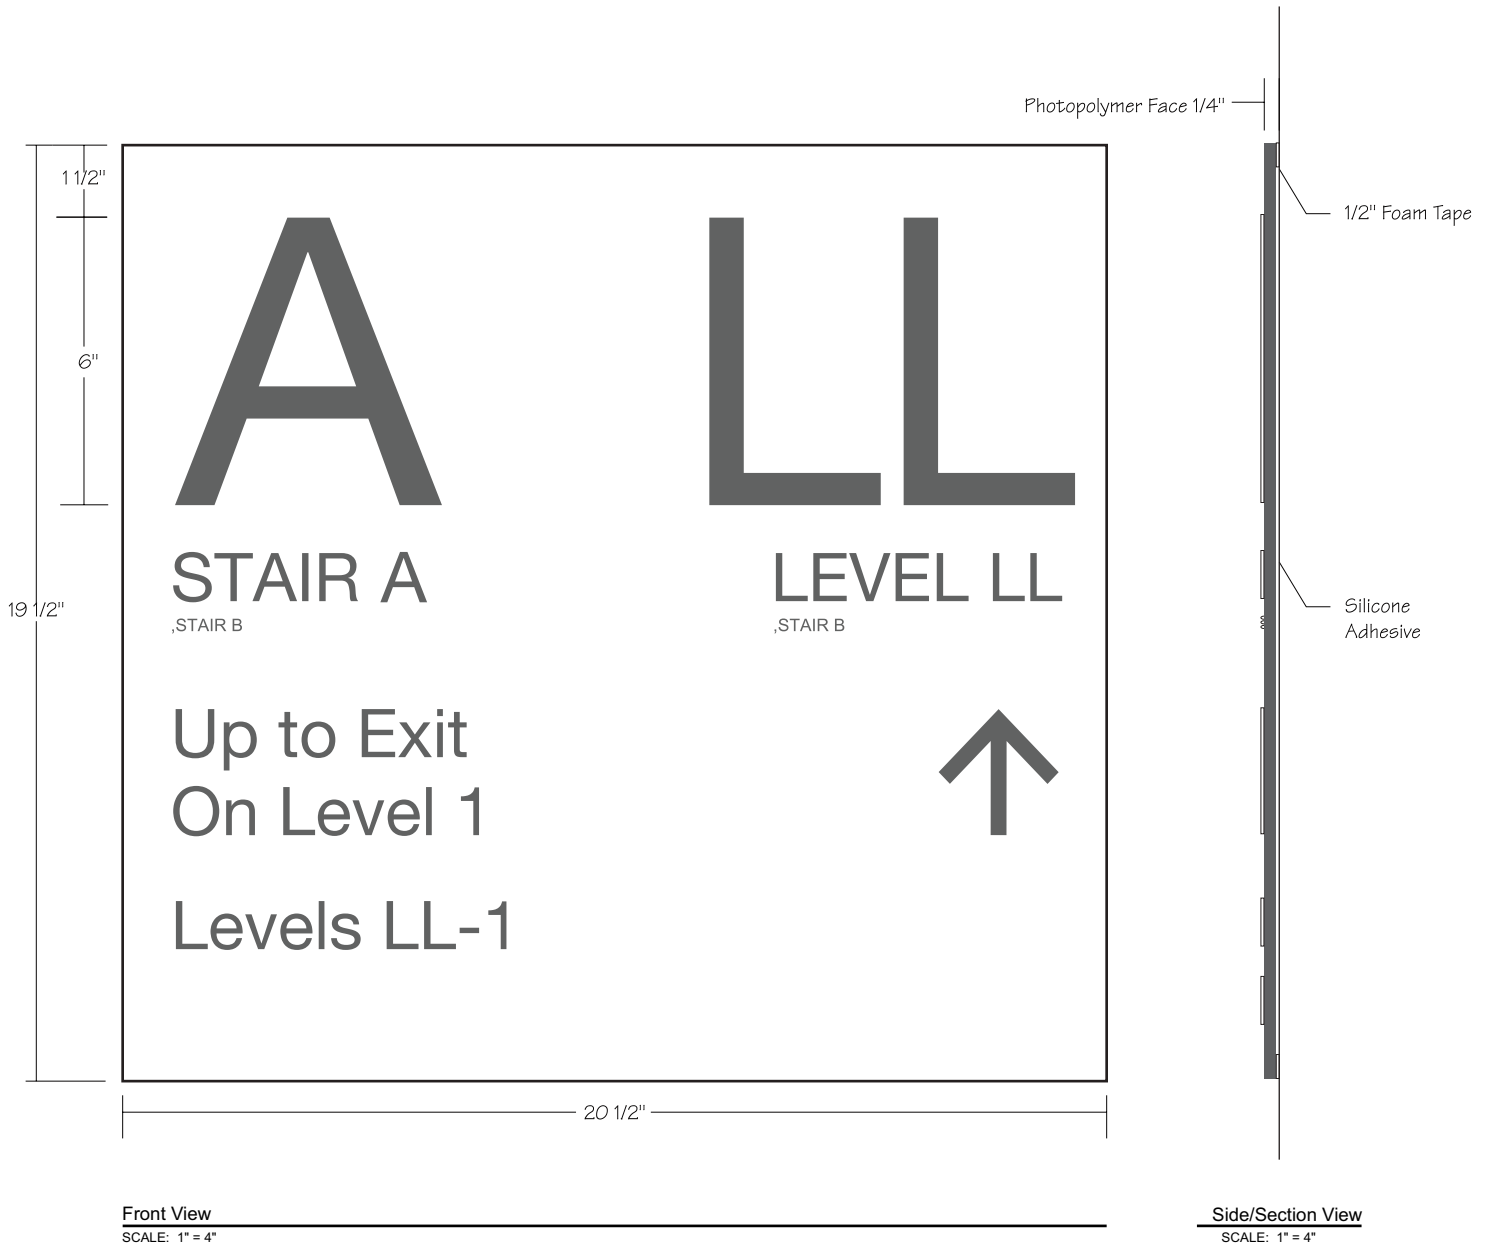 Photopolymer Face 1/4"
1 1/2"
A LL
1/2" Foam Tape
6"
STAIR A LEVEL LL
,STAIR B ,STAIR B
19 1/2"
Silicone
Adhesive
Up to Exit
On Level 1
Levels LL-1
20 1/2"
Front View
SCALE: 1" = 4"
Side/Section View
SCALE: 1" = 4"